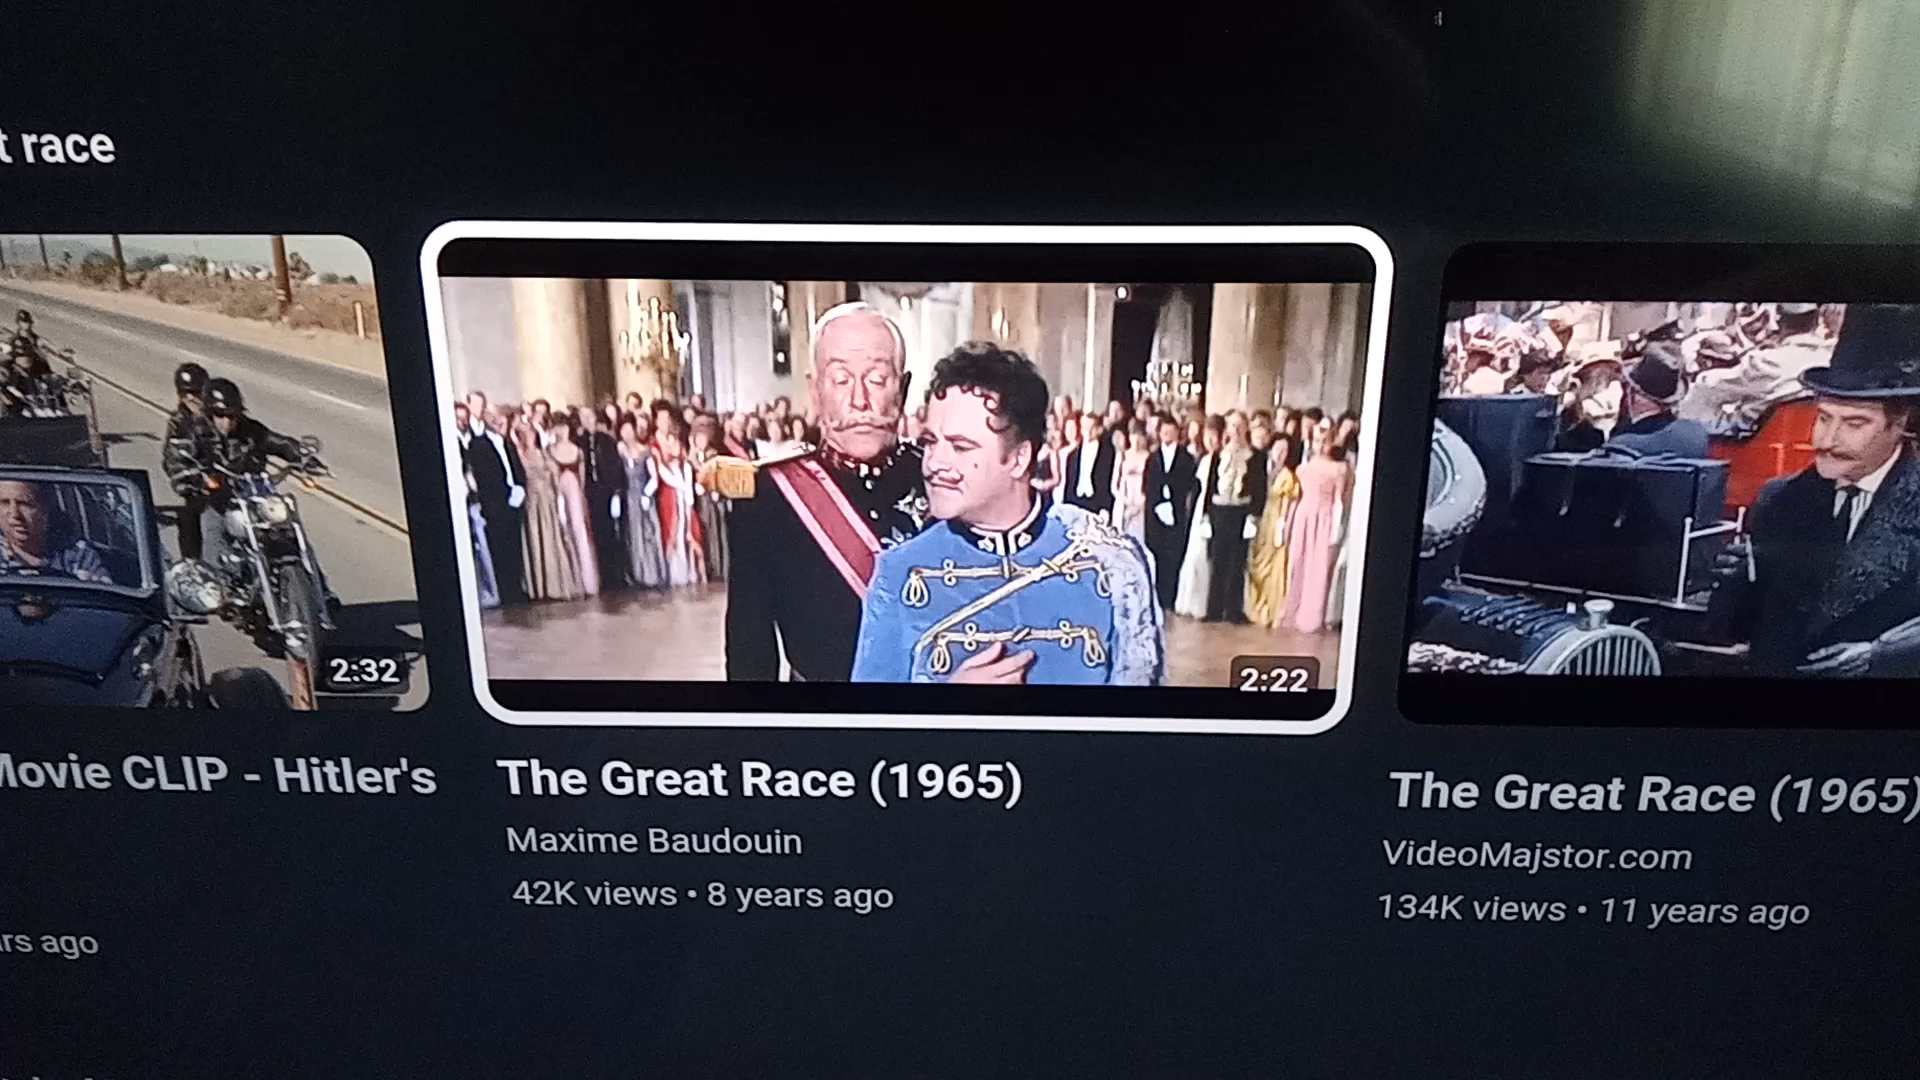 t race
2:32
2:22
Movie CLIP - Hitler's
rs ago
The Great Race (1965)
Maxime Baudouin
42K views • 8 years ago
The Great Race (1965)
VideoMajstor.com
134K views • 11 years ago